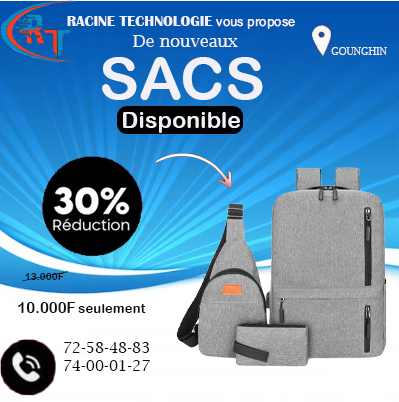 RT
RACINE TECHNOLOGIE vous propose
De nouveaux
GOUNGHIN
SACS
Disponible
30%
Réduction
13.000F
10.000F seulement
72-58-48-83
74-00-01-27